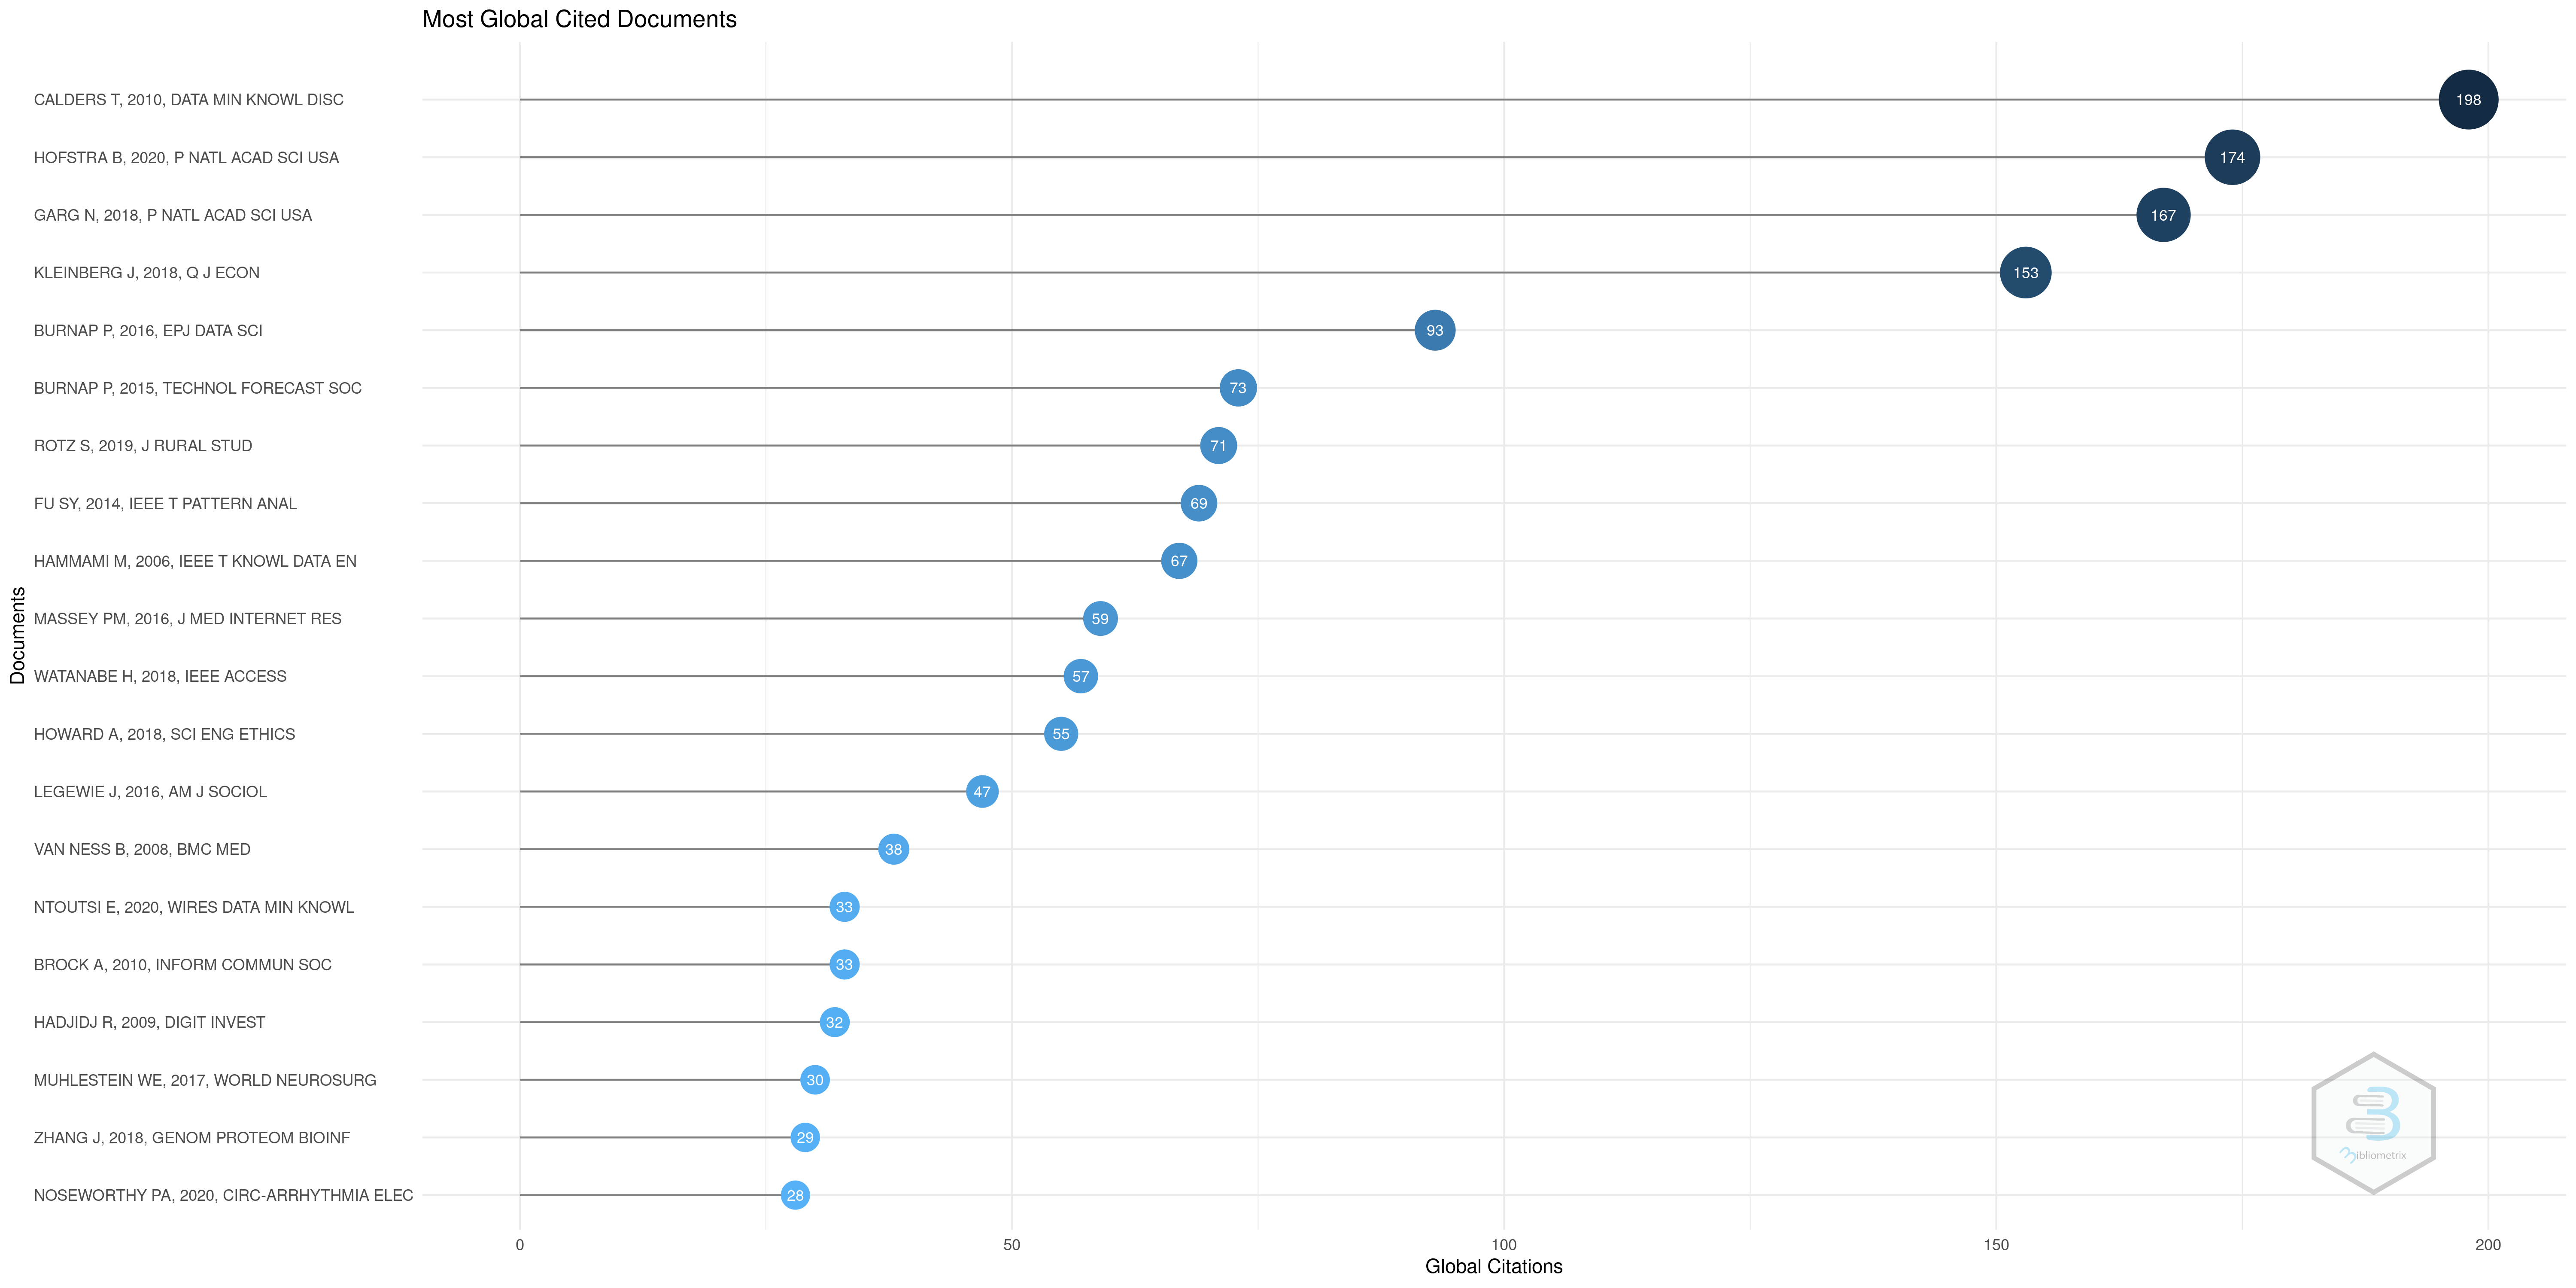 Most Global Cited Documents
CALDERS T, 2010, DATA MIN KNOWL DISC
198
HOFSTRA B, 2020, P NATL ACAD SCI USA
174
GARG N, 2018, P NATL ACAD SCI USA
167
KLEINBERG J, 2018, Q J ECON
153
BURNAP P, 2016, EPJ DATA SCI
93
BURNAP P, 2015, TECHNOL FORECAST SOC
73
ROTZ S, 2019, J RURAL STUD
71
FU SY, 2014, IEEE T PATTERN ANAL
69
HAMMAMI M, 2006, IEEE T KNOWL DATA EN
67
MASSEY PM, 2016, J MED INTERNET RES
59
WATANABE H, 2018, IEEE ACCESS
57
HOWARD A, 2018, SCI ENG ETHICS
55
LEGEWIE J, 2016, AM J SOCIOL
47
VAN NESS B, 2008, BMC MED
38
NTOUTSI E, 2020, WIRES DATA MIN KNOWL
33
BROCK A, 2010, INFORM COMMUN SOC
33
HADJIDJ R, 2009, DIGIT INVEST
32
MUHLESTEIN WE, 2017, WORLD NEUROSURG
30
ZHANG J, 2018, GENOM PROTEOM BIOINF
29
NOSEWORTHY PA, 2020, CIRC-ARRHYTHMIA ELEC
28
Documents
0 50 100 150 200
Global Citations
Bibliometrix